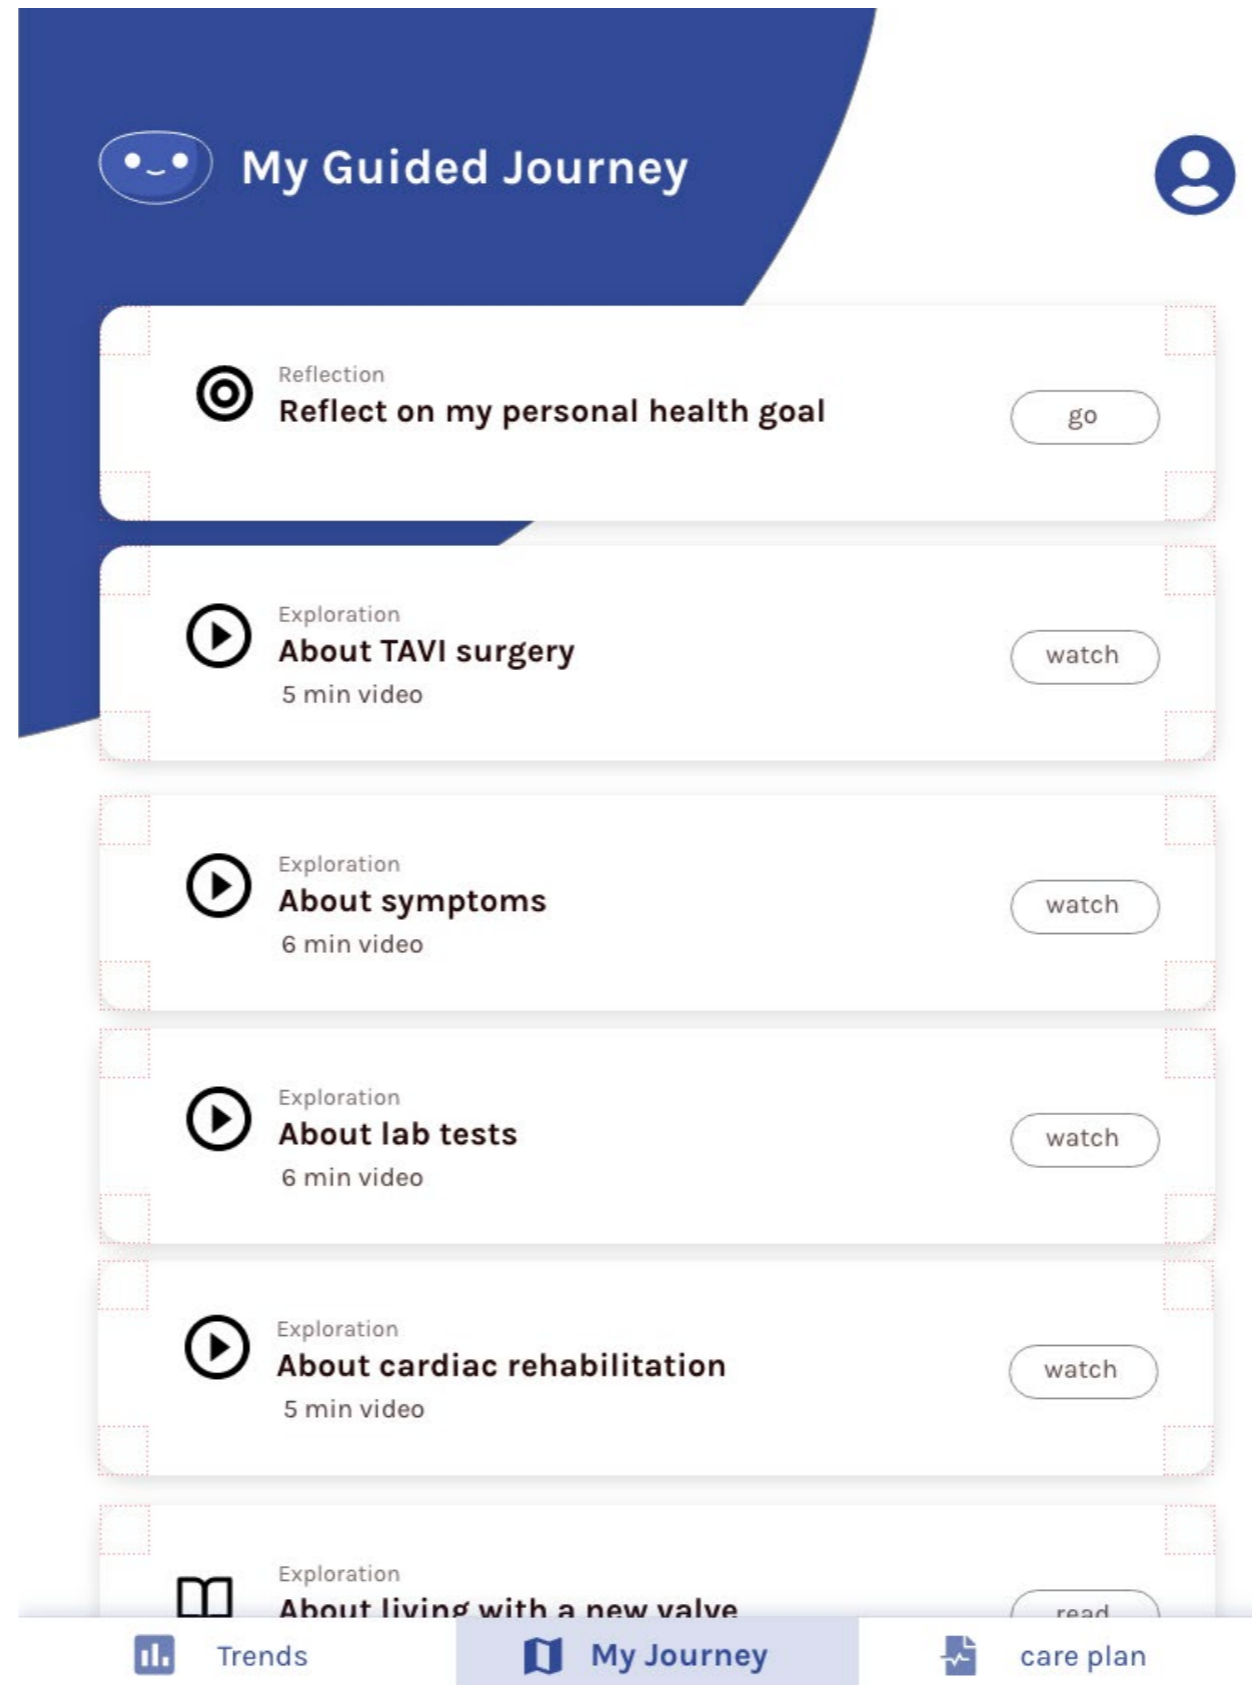 My Guided Journey
Reflection
Reflect on my personal health goal
go
Exploration
About TAVI surgery
5 min video
watch
Exploration
About symptoms
6 min video
watch
Exploration
About lab tests
6 min video
watch
Exploration
About cardiac rehabilitation
5 min video
watch
Exploration
About living with a new valve
read
Trends
My Journey
care plan